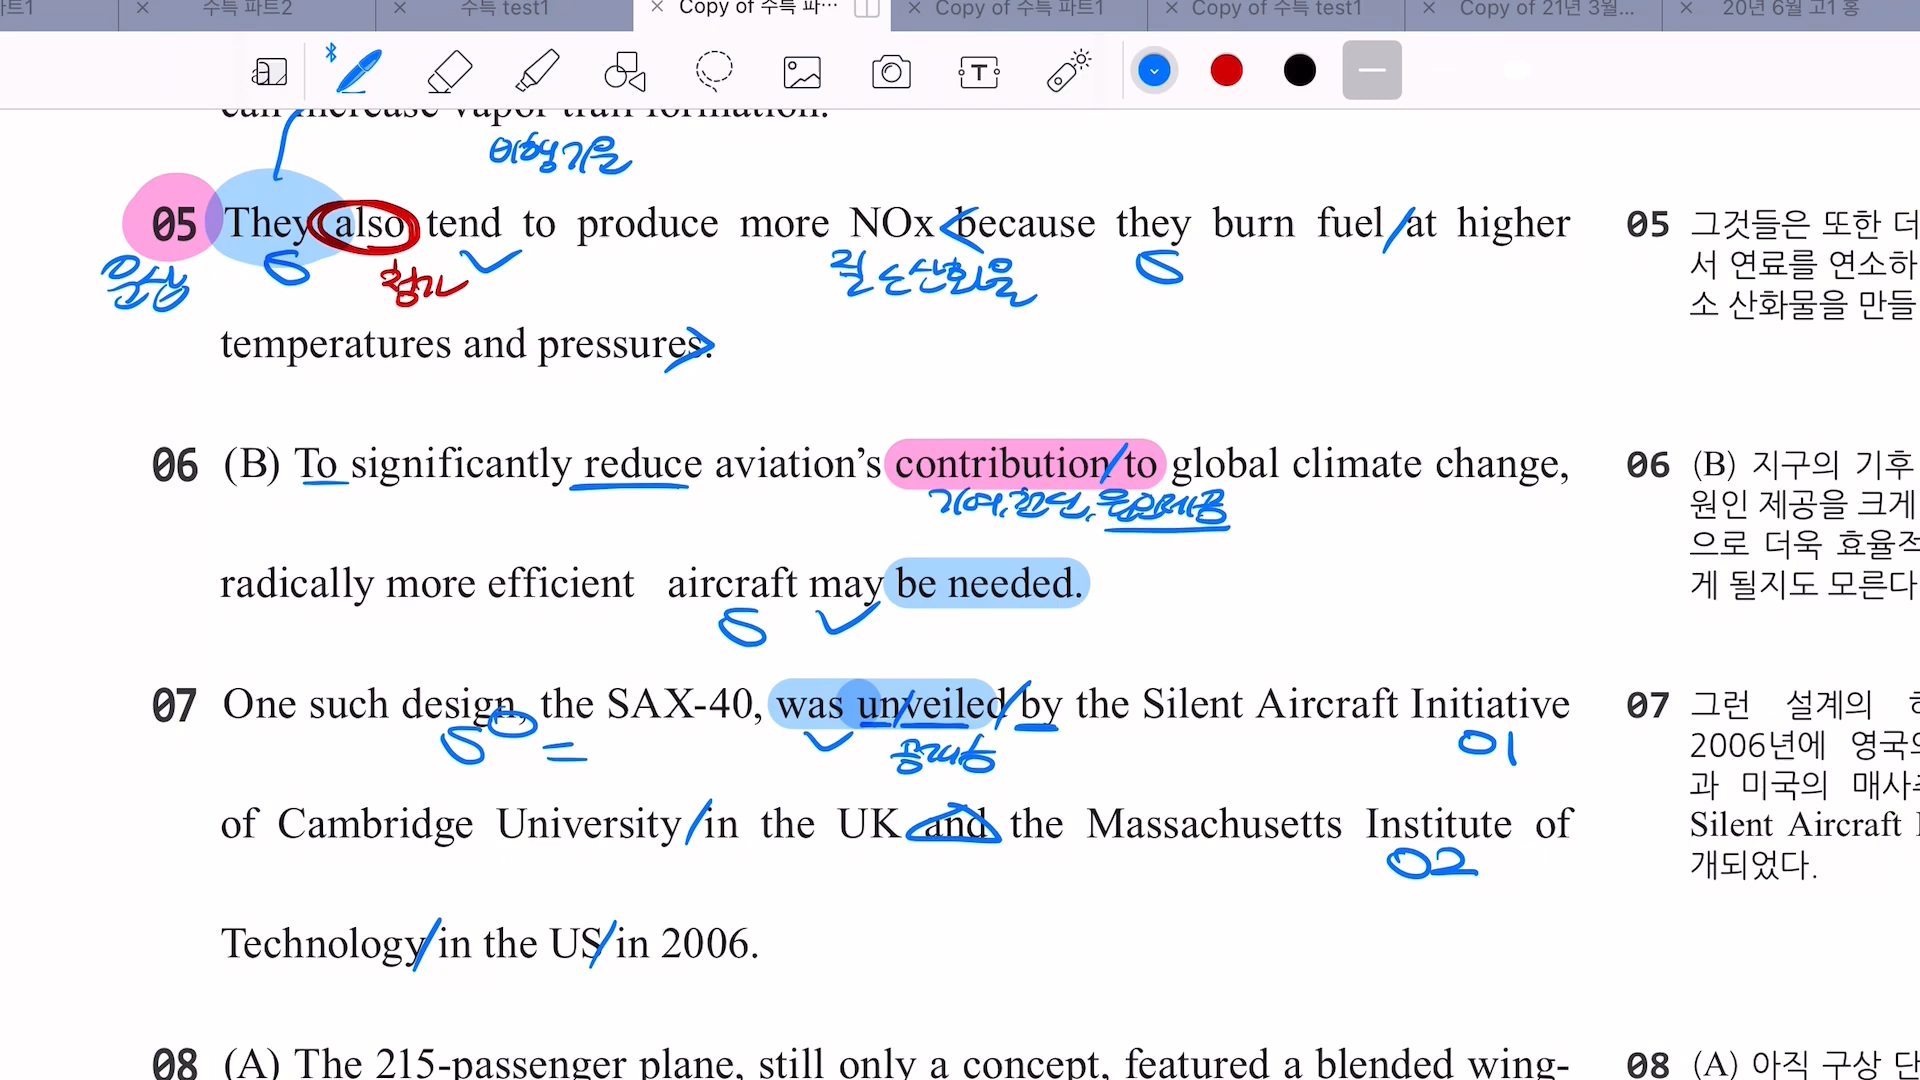 수특 파트2
수특 test1
Copy of 수특 파…
Copy of 수특 파트1
Copy of 수특 test1
Copy of 21년 3월...
20년 6월 고1 홍
can increase vapor trail formation.
비행기운
05 They also tend to produce more NOx because they burn fuel at higher
문삽 S 첨가 질소산화물 S
temperatures and pressures.
06 (B) To significantly reduce aviation's contribution to global climate change,
기여, 헌신, 원인제공
radically more efficient aircraft may be needed.
S
07 One such design, the SAX-40, was unveiled by the Silent Aircraft Initiative
S = 공개 O1
of Cambridge University in the UK and the Massachusetts Institute of
O2
Technology in the US in 2006.
08 (A) The 215-passenger plane, still only a concept, featured a blended wing-
05 그것들은 또한 더
서 연료를 연소하
소 산화물을 만들
06 (B) 지구의 기후
원인 제공을 크게
으로 더욱 효율적
게 될지도 모른다
07 그런 설계의 하
2006년에 영국의
과 미국의 매사추
Silent Aircraft I
개되었다.
08 (A) 아직 구상 단